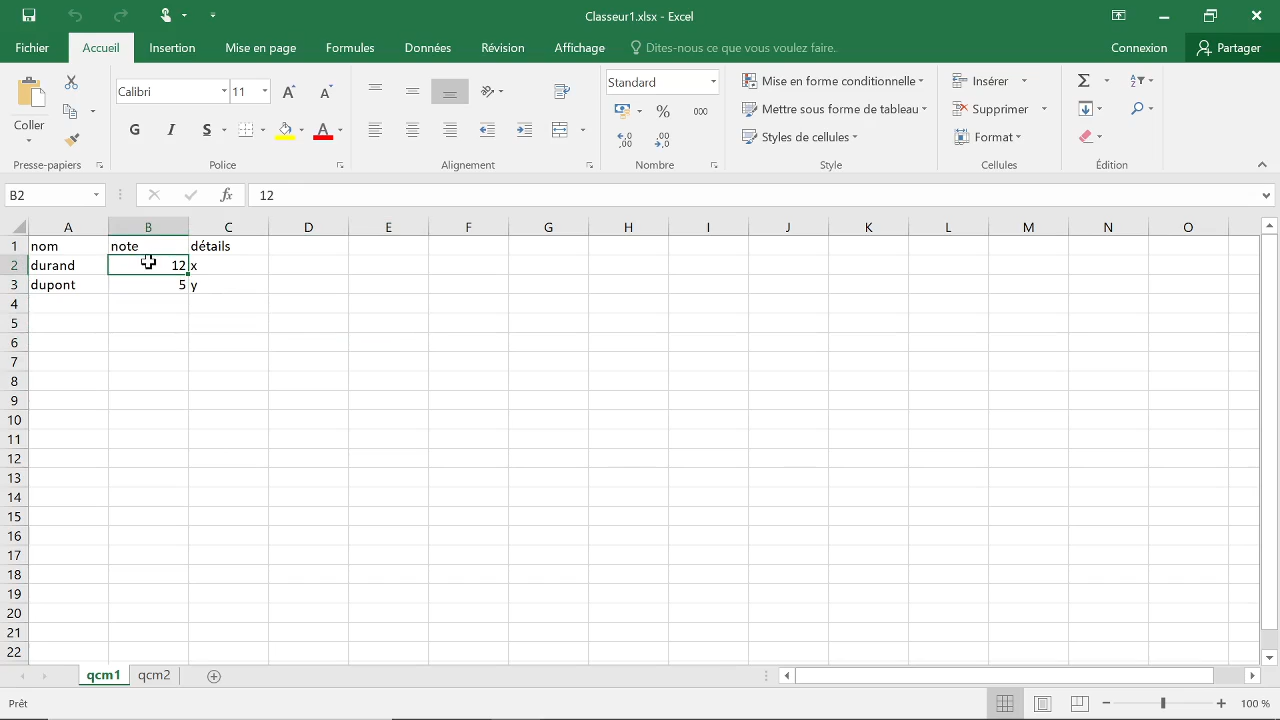 Classeur1.xlsx - Excel
Fichier Accueil Insertion Mise en page Formules Données Révision Affichage Dites-nous ce que vous voulez faire. Connexion Partager
Coller
Calibri 11
Standard
Mise en forme conditionnelle
Insérer
Σ
Mettre sous forme de tableau
Supprimer
G I S A
% 000
Styles de cellules
Format
Presse-papiers Police Alignement Nombre Style Cellules Édition
B2 fx 12
A B C D E F G H I J K L M N O
1 nom note détails
2 durand 12 x
3 dupont 5 y
4
5
6
7
8
9
10
11
12
13
14
15
16
17
18
19
20
21
22
qcm1 qcm2
Prêt 100 %